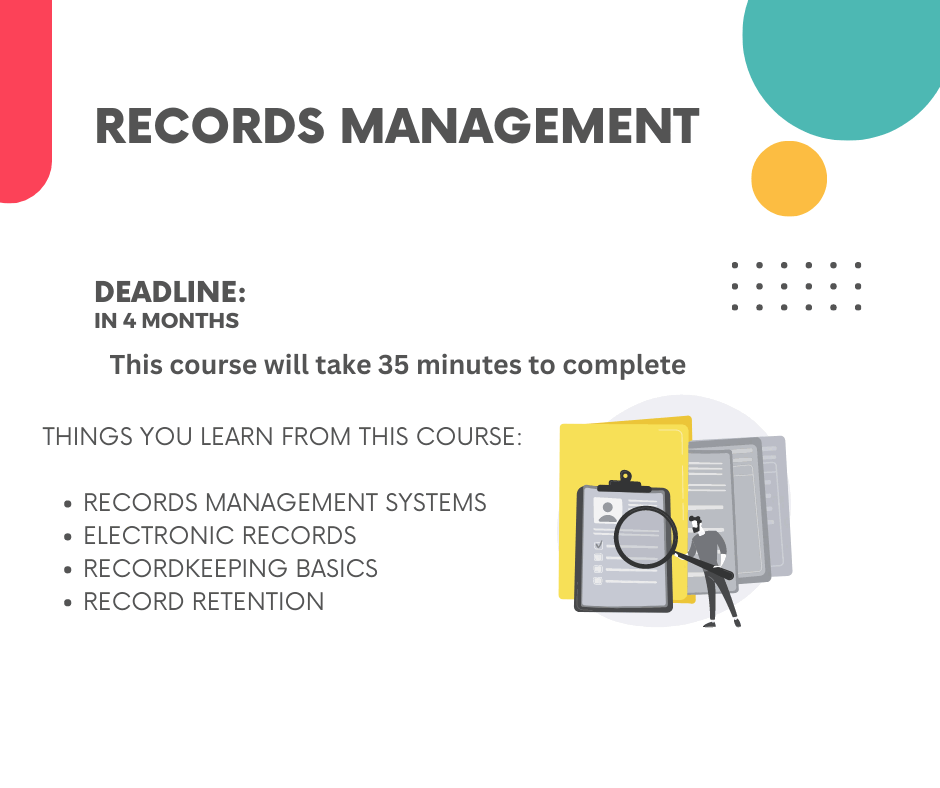 RECORDS MANAGEMENT
DEADLINE:
IN 4 MONTHS
This course will take 35 minutes to complete
THINGS YOU LEARN FROM THIS COURSE:
• RECORDS MANAGEMENT SYSTEMS
• ELECTRONIC RECORDS
• RECORDKEEPING BASICS
• RECORD RETENTION